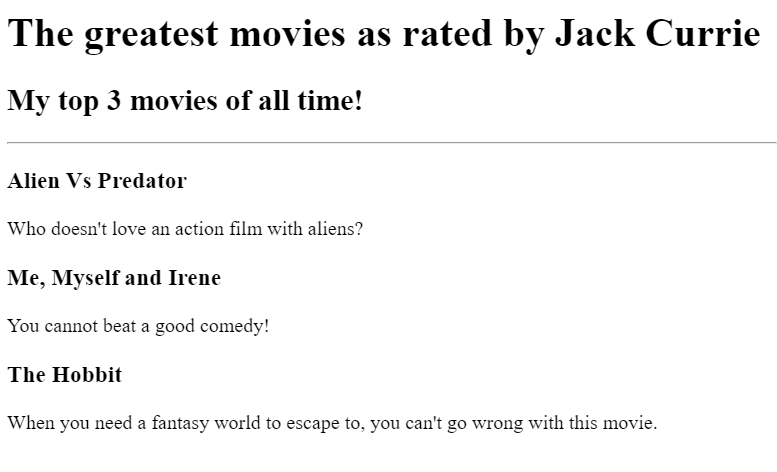 The greatest movies as rated by Jack Currie
My top 3 movies of all time!
Alien Vs Predator
Who doesn't love an action film with aliens?
Me, Myself and Irene
You cannot beat a good comedy!
The Hobbit
When you need a fantasy world to escape to, you can't go wrong with this movie.